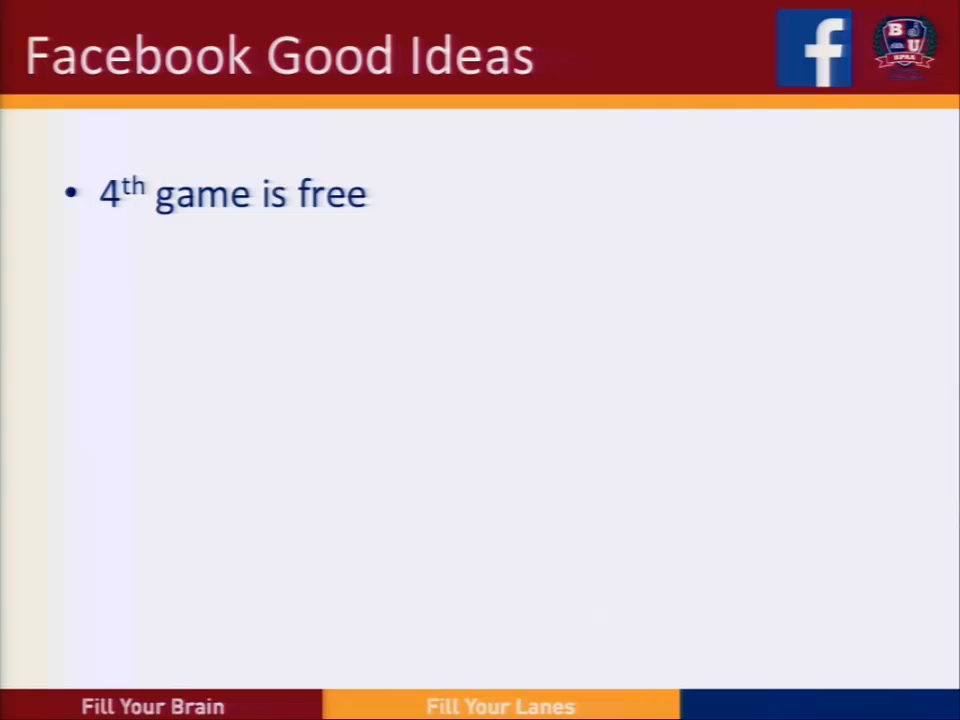 Facebook Good Ideas
f
B U
• 4th game is free
Fill Your Brain
Fill Your Lanes